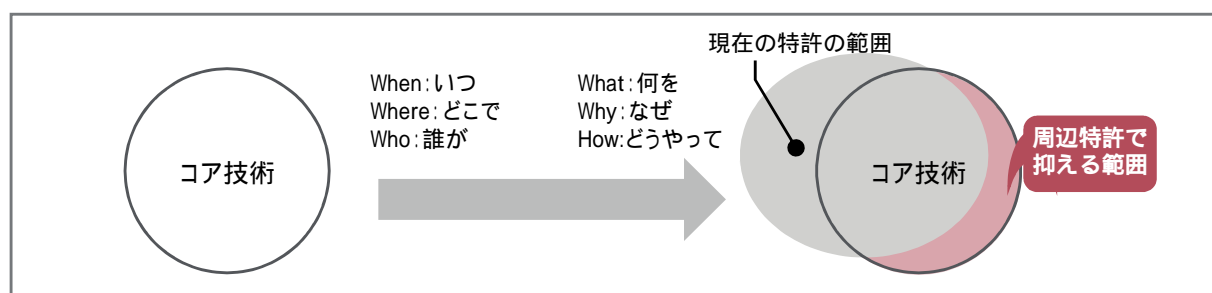 コア技術
When：いつ
Where：どこで
Who：誰が
What：何を
Why：なぜ
How：どうやって
現在の特許の範囲
コア技術
周辺特許で
抑える範囲